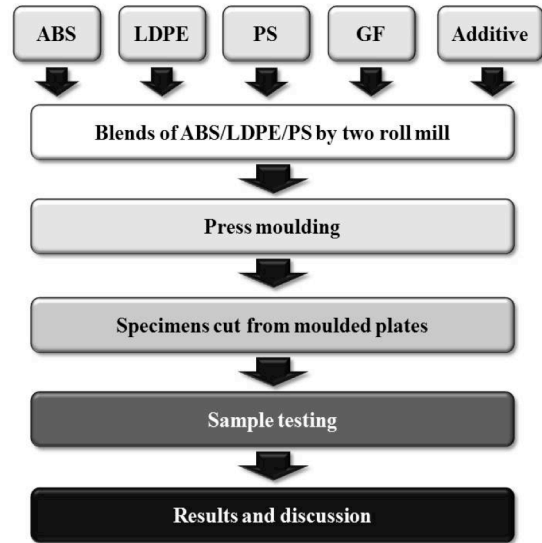 ABS LDPE PS GF Additive
Blends of ABS/LDPE/PS by two roll mill
Press moulding
Specimens cut from moulded plates
Sample testing
Results and discussion